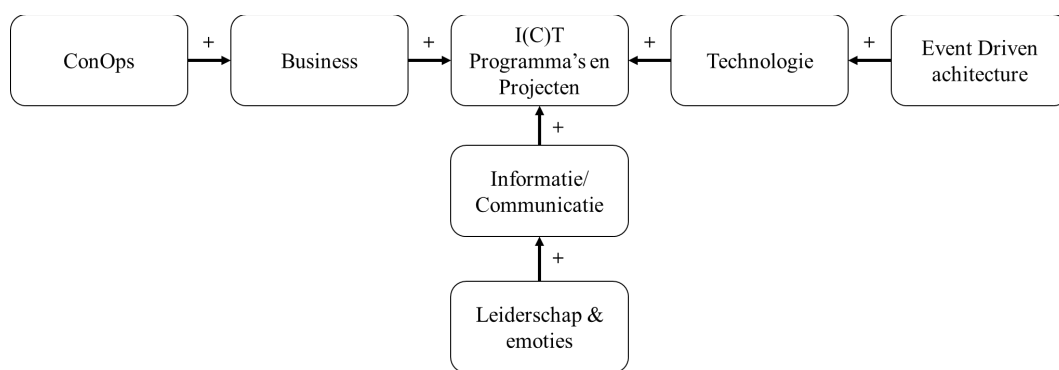 +
+
+
+
ConOps
Business
I(C)T
Programma's en
Projecten
Technologie
Event Driven
achitecture
+
Informatie/
Communicatie
+
Leiderschap &
emoties